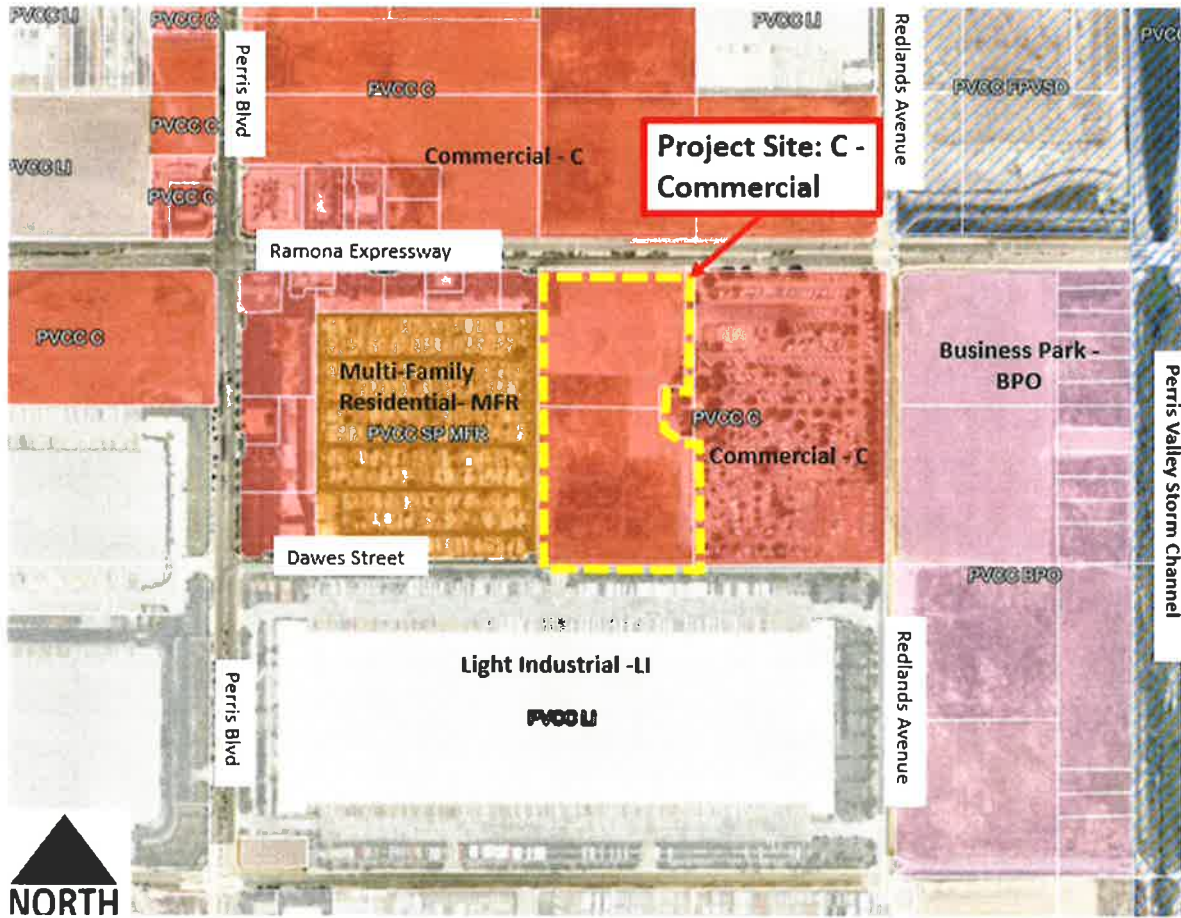 PVCC LI
PVCC C
PVCC LI
PVCC
Perris Blvd
Redlands Avenue
PVCC C
PVCC FPVSD
PVCC C
Commercial - C
Project Site: C -
Commercial
PVCC LI
PVCC C
Ramona Expressway
PVCC C
Multi-Family
Residential- MFR
PVCC SP MFR
PVCC C
Commercial - C
Business Park -
BPO
Perris Valley Storm Channel
Dawes Street
PVCC BPO
Light Industrial -LI
PVCC LI
Perris Blvd
Redlands Avenue
NORTH